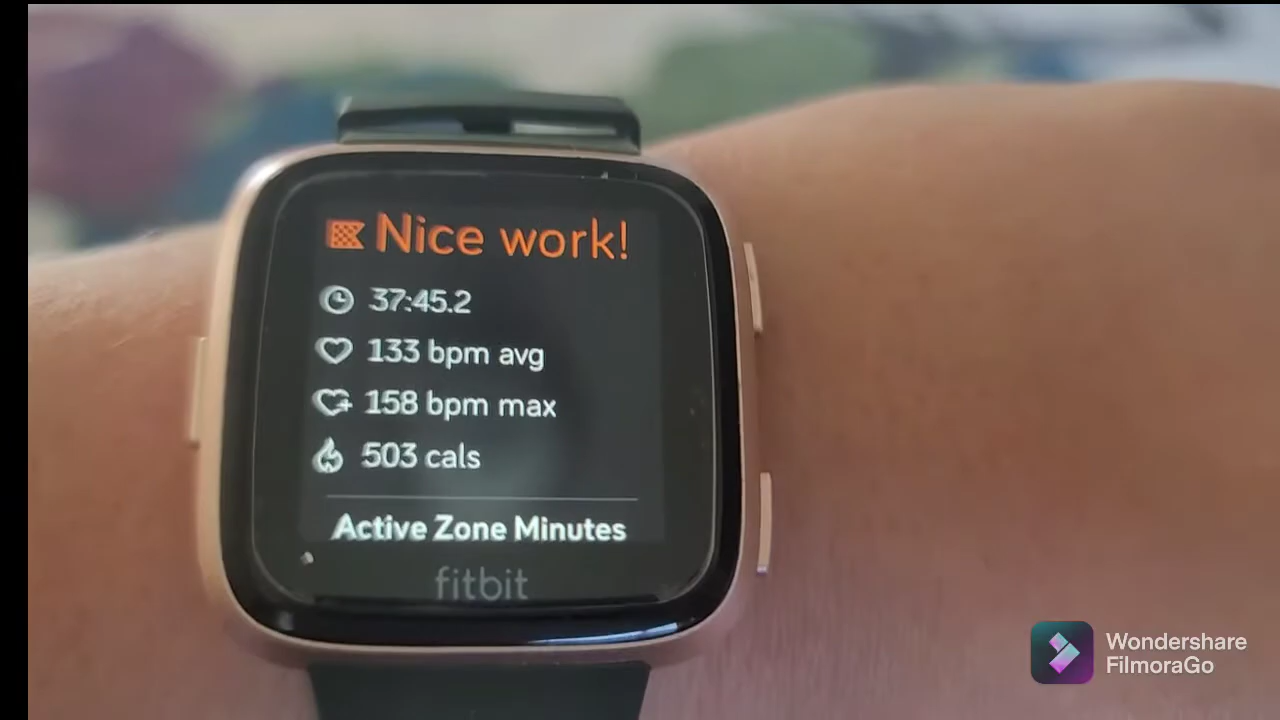 Nice work!
37:45.2
133 bpm avg
158 bpm max
503 cals
Active Zone Minutes
fitbit
Wondershare
FilmoraGo